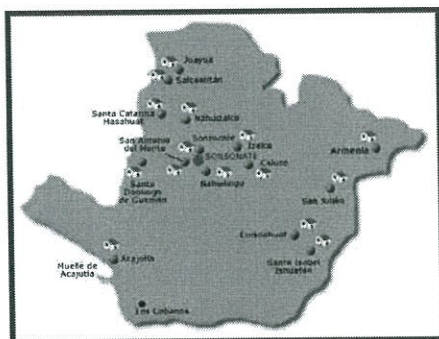 Juayua
Salcoatitán
Santa Catarina
Masahuat
Nahuizalco
Sonzacate
Izalco
San Antonio
del Monte
SONSONATE
Armenia
Caluco
Santo
Domingo
de Guzmán
Nahulingo
San Julián
Cuisnahuat
Acajutla
Muelle de
Acajutla
Santa Isabel
Ishuatán
Los Cobanos